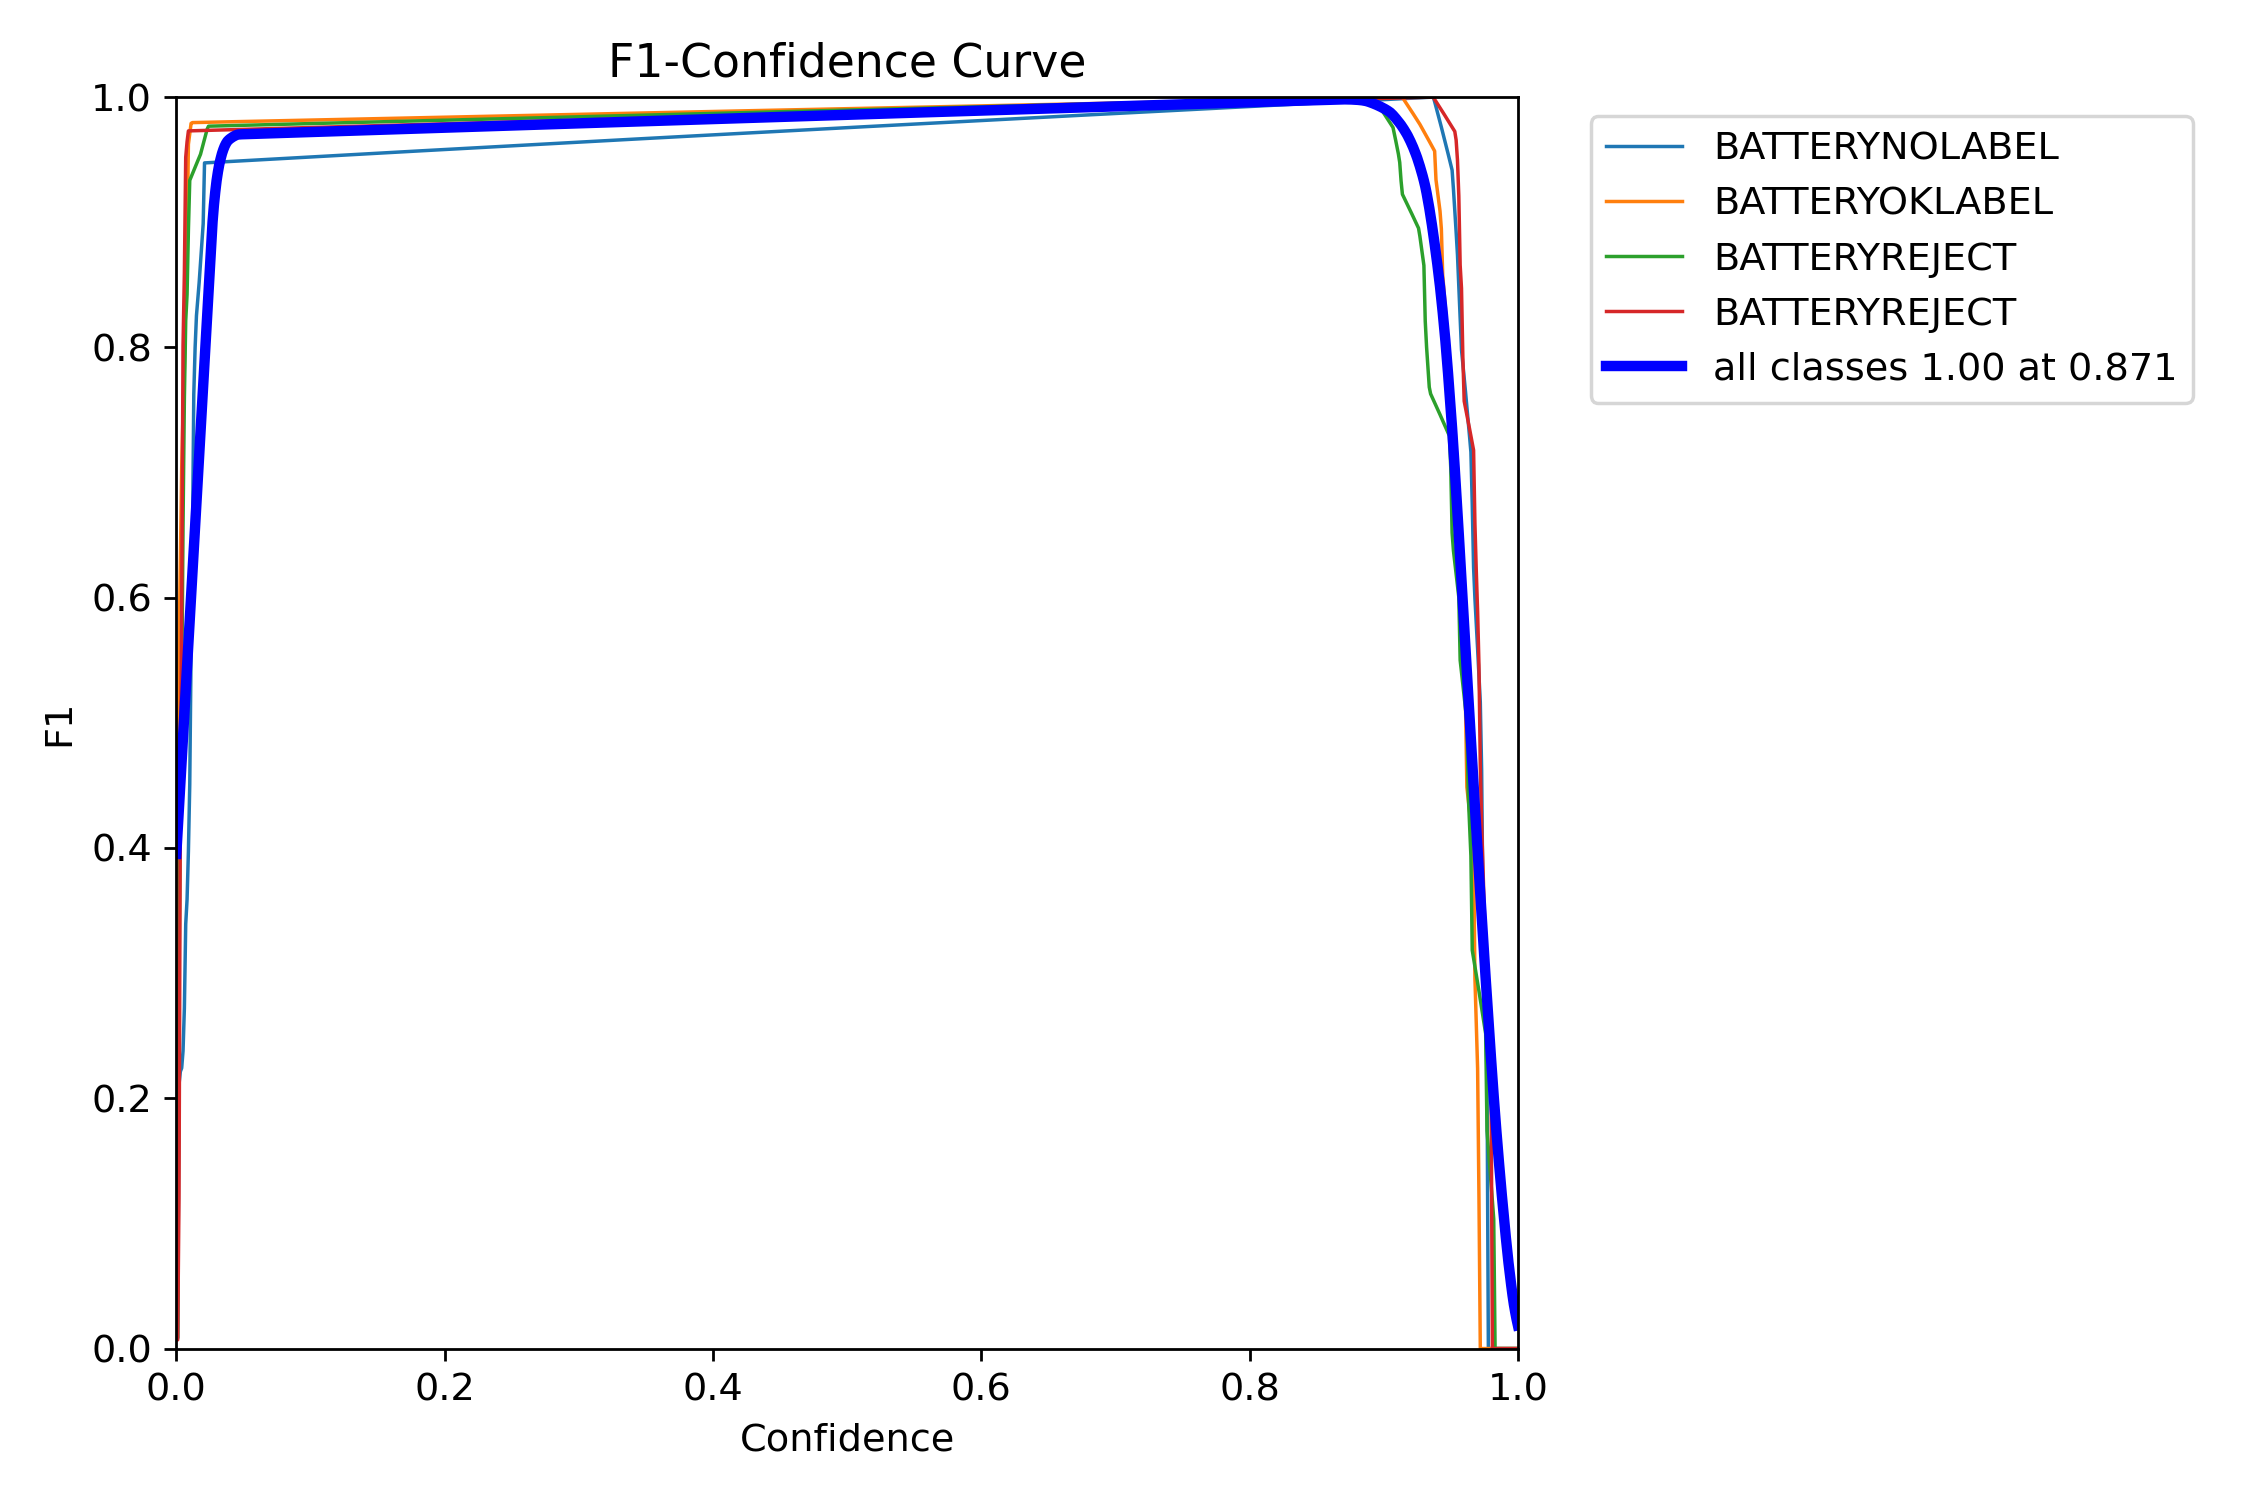 F1-Confidence Curve
1.0
0.8
0.6
0.4
0.2
0.0
F1
0.0 0.2 0.4 0.6 0.8 1.0
Confidence
BATTERYNOLABEL
BATTERYOKLABEL
BATTERYREJECT
BATTERYREJECT
all classes 1.00 at 0.871